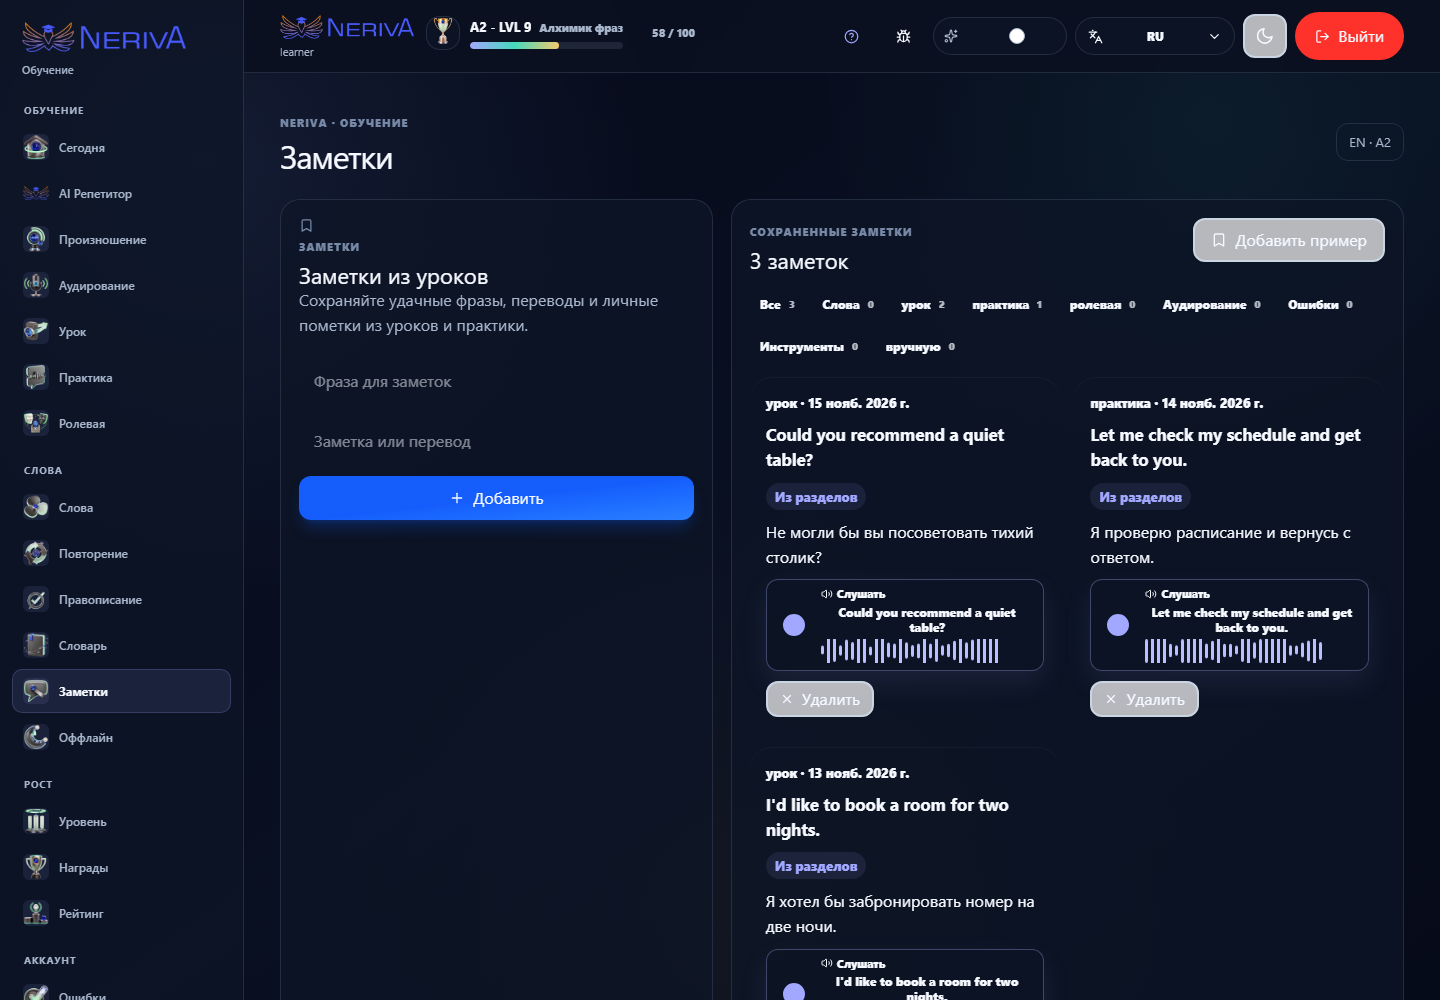 NERIVA
Обучение
ОБУЧЕНИЕ
Сегодня
AI Репетитор
Произношение
Аудирование
Урок
Практика
Ролевая
СЛОВА
Слова
Повторение
Правописание
Словарь
Заметки
Оффлайн
РОСТ
Уровень
Награды
Рейтинг
АККАУНТ
Ошибки
NERIVA
learner
A2 - LVL 9 Алхимик фраз
58 / 100
RU
Выйти
NERIVA · ОБУЧЕНИЕ
Заметки
EN · A2
ЗАМЕТКИ
Заметки из уроков
Сохраняйте удачные фразы, переводы и личные
пометки из уроков и практики.
Фраза для заметок
Заметка или перевод
Добавить
СОХРАНЕННЫЕ ЗАМЕТКИ
3 заметок
Добавить пример
Все 3 Слова 0 урок 2 практика 1 ролевая 0 Аудирование 0 Ошибки 0
Инструменты 0 вручную 0
урок · 15 нояб. 2026 г.
Could you recommend a quiet
table?
Из разделов
Не могли бы вы посоветовать тихий
столик?
Слушать
Could you recommend a quiet
table?
Удалить
практика · 14 нояб. 2026 г.
Let me check my schedule and get
back to you.
Из разделов
Я проверю расписание и вернусь с
ответом.
Слушать
Let me check my schedule and get
back to you.
Удалить
урок · 13 нояб. 2026 г.
I'd like to book a room for two
nights.
Из разделов
Я хотел бы забронировать номер на
две ночи.
Слушать
I'd like to book a room for two
nights.